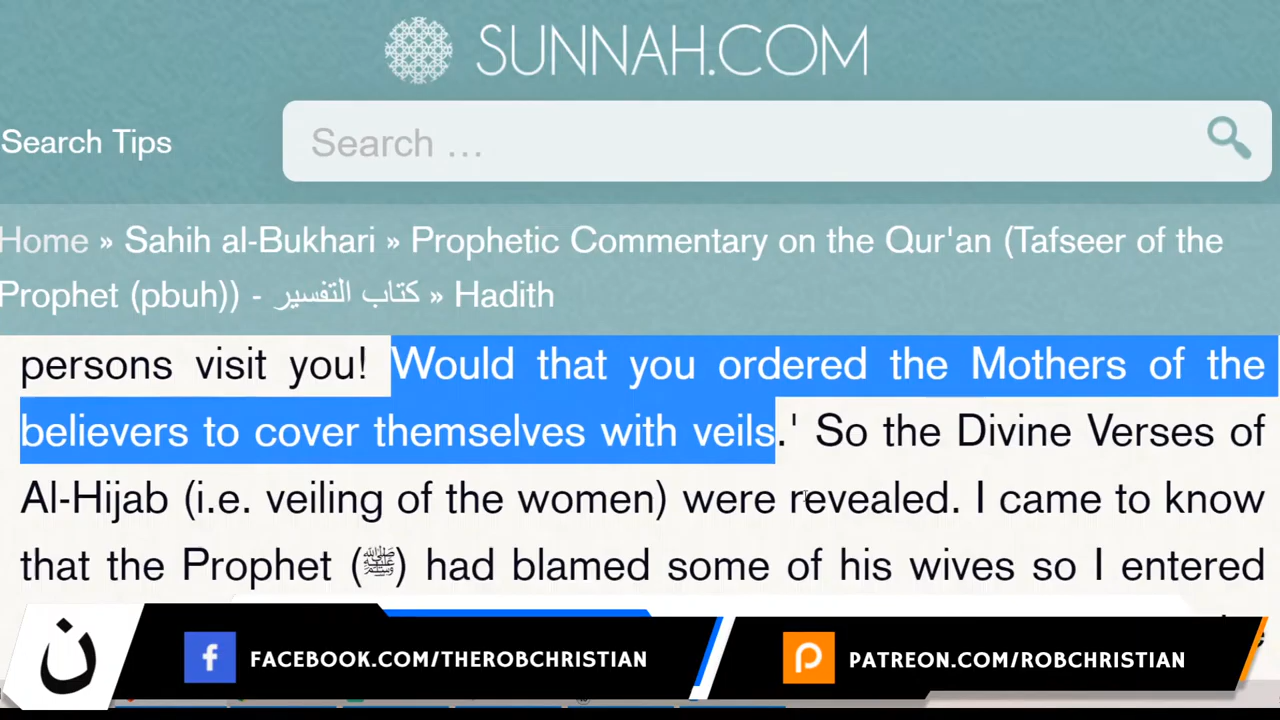 SUNNAH.COM
Search Tips
Search ...
Home » Sahih al-Bukhari » Prophetic Commentary on the Qur'an (Tafseer of the
Prophet (pbuh)) - كتاب التفسير » Hadith
persons visit you! Would that you ordered the Mothers of the
believers to cover themselves with veils.' So the Divine Verses of
Al-Hijab (i.e. veiling of the women) were revealed. I came to know
that the Prophet (ﷺ) had blamed some of his wives so I entered
ن
FACEBOOK.COM/THEROBCHRISTIAN
PATREON.COM/ROBCHRISTIAN